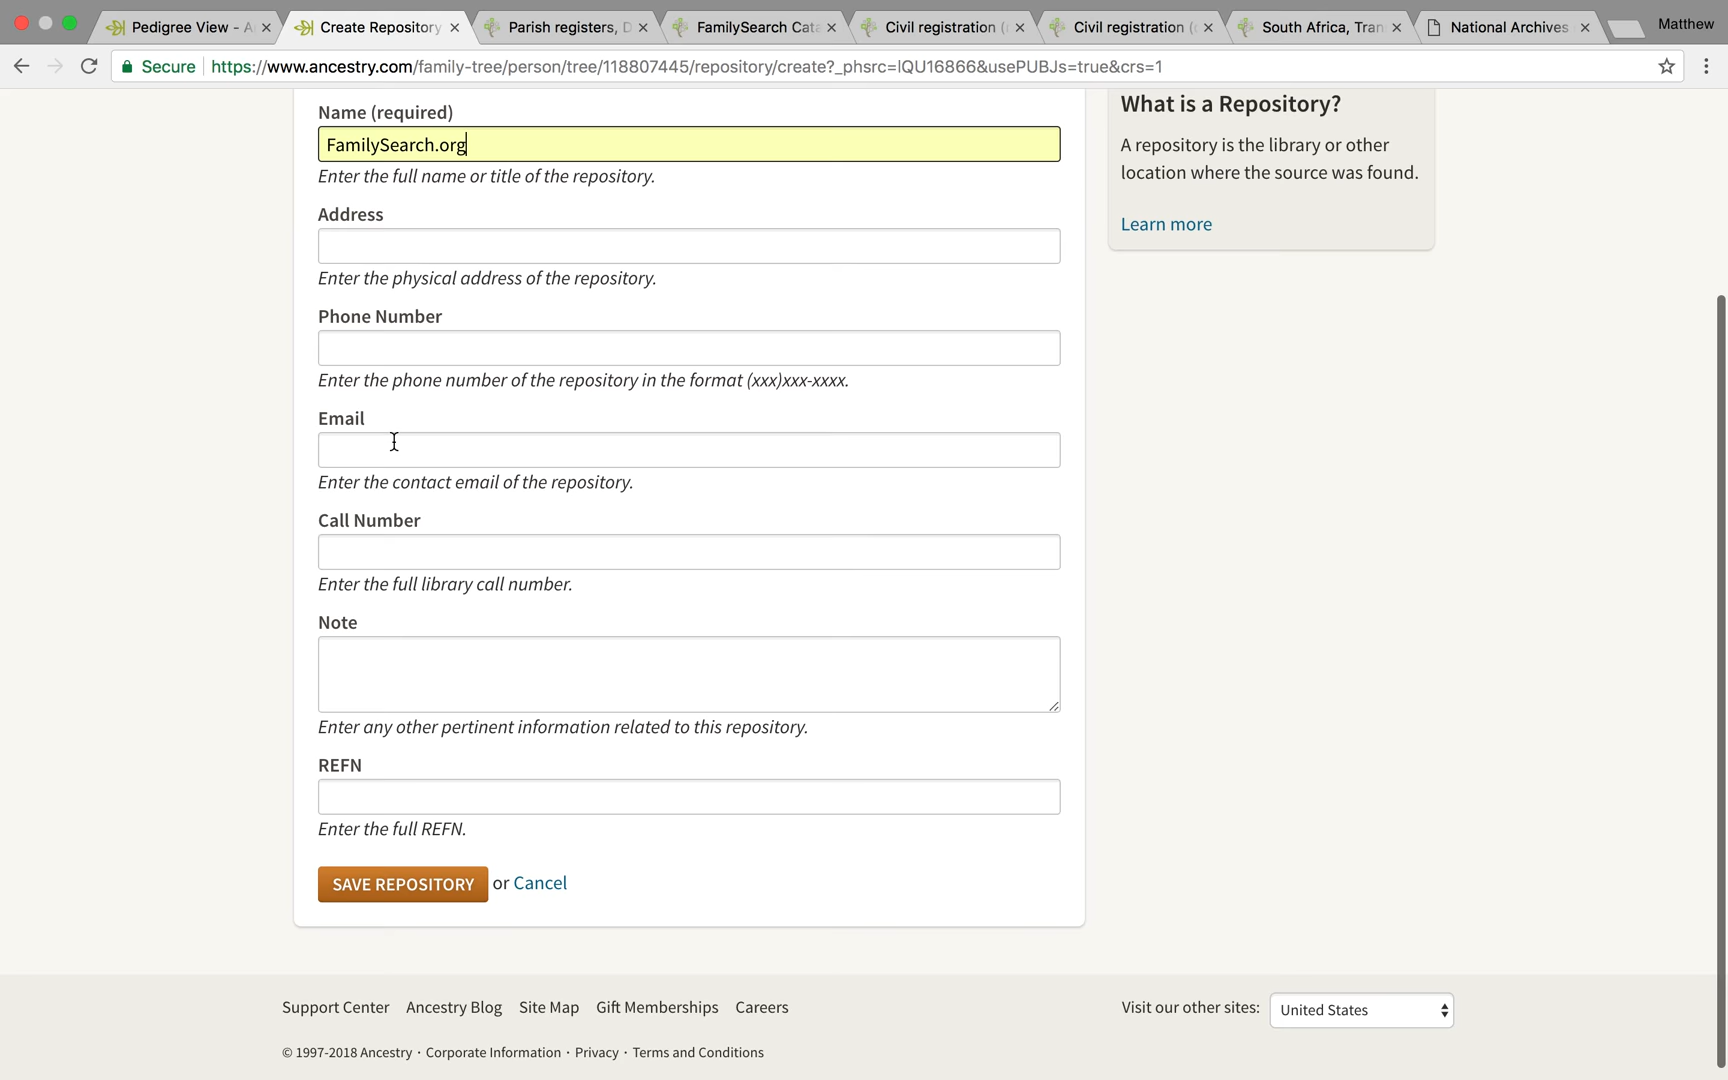 Pedigree View - A
Create Repository
Parish registers, D
FamilySearch Cat
Civil registration (
Civil registration (
South Africa, Tran
National Archives
Matthew
Secure
https://www.ancestry.com/family-tree/person/tree/118807445/repository/create?_phsrc=IQU16866&usePUBJs=true&crs=1
Name (required)
FamilySearch.org
Enter the full name or title of the repository.
Address
Enter the physical address of the repository.
Phone Number
Enter the phone number of the repository in the format (xxx)xxx-xxxx.
Email
Enter the contact email of the repository.
Call Number
Enter the full library call number.
Note
Enter any other pertinent information related to this repository.
REFN
Enter the full REFN.
SAVE REPOSITORY or Cancel
What is a Repository?
A repository is the library or other
location where the source was found.
Learn more
Support Center Ancestry Blog Site Map Gift Memberships Careers
Visit our other sites: United States
© 1997-2018 Ancestry · Corporate Information · Privacy · Terms and Conditions